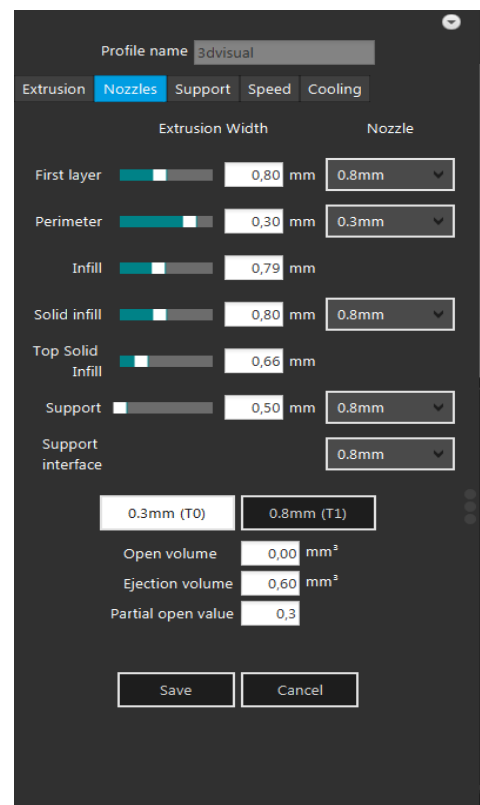 Profile name 3dvisual
Extrusion Nozzles Support Speed Cooling
Extrusion Width Nozzle
First layer 0,80 mm 0.8mm
Perimeter 0,30 mm 0.3mm
Infill 0,79 mm
Solid infill 0,80 mm 0.8mm
Top Solid
Infill 0,66 mm
Support 0,50 mm 0.8mm
Support
interface 0.8mm
0.3mm (T0) 0.8mm (T1)
Open volume 0,00 mm³
Ejection volume 0,60 mm³
Partial open value 0,3
Save Cancel